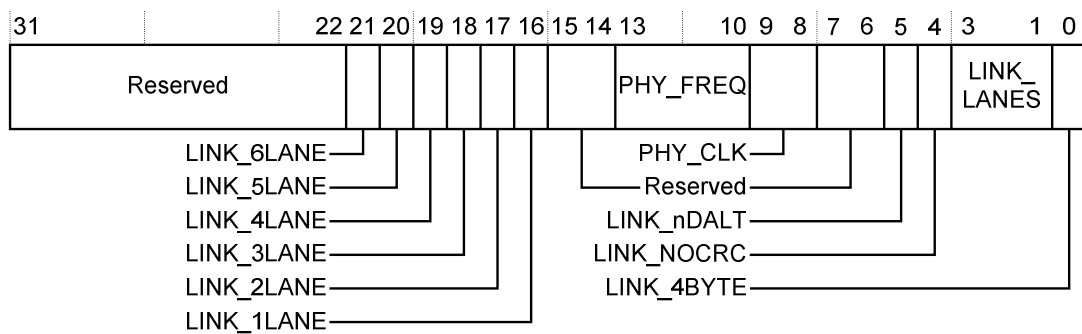 31 22 21 20 19 18 17 16 15 14 13 10 9 8 7 6 5 4 3 1 0
Reserved PHY_FREQ LINK_
LANES
LINK_6LANE PHY_CLK
LINK_5LANE Reserved
LINK_4LANE LINK_nDALT
LINK_3LANE LINK_NOCRC
LINK_2LANE LINK_4BYTE
LINK_1LANE